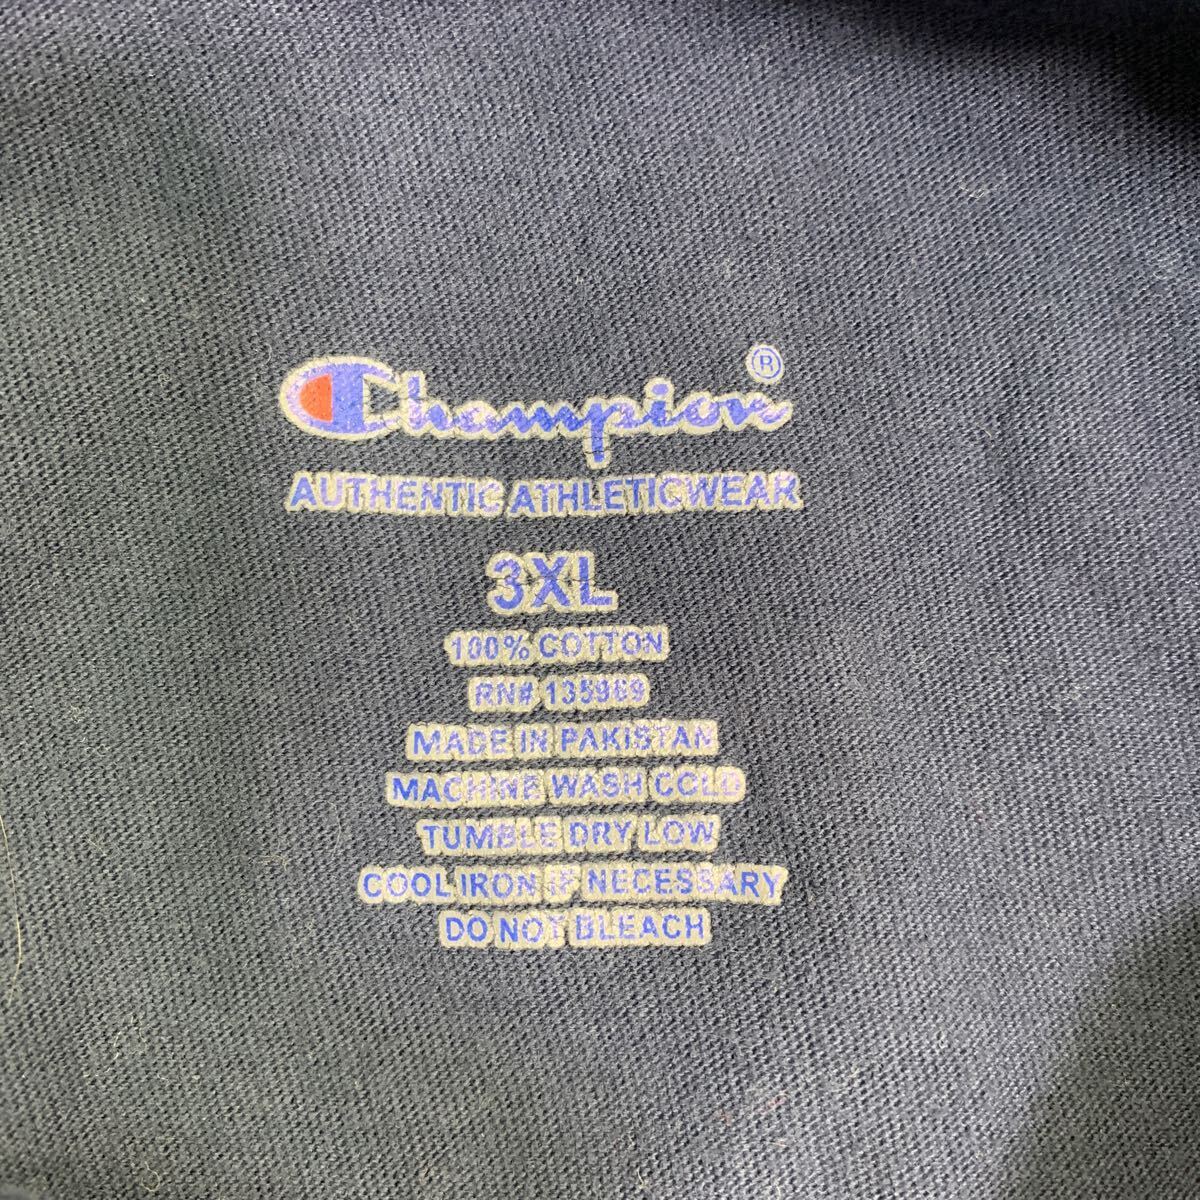 Champion®
AUTHENTIC ATHLETICWEAR
3XL
100% COTTON
RN# 135989
MADE IN PAKISTAN
MACHINE WASH COLD
TUMBLE DRY LOW
COOL IRON IF NECESSARY
DO NOT BLEACH